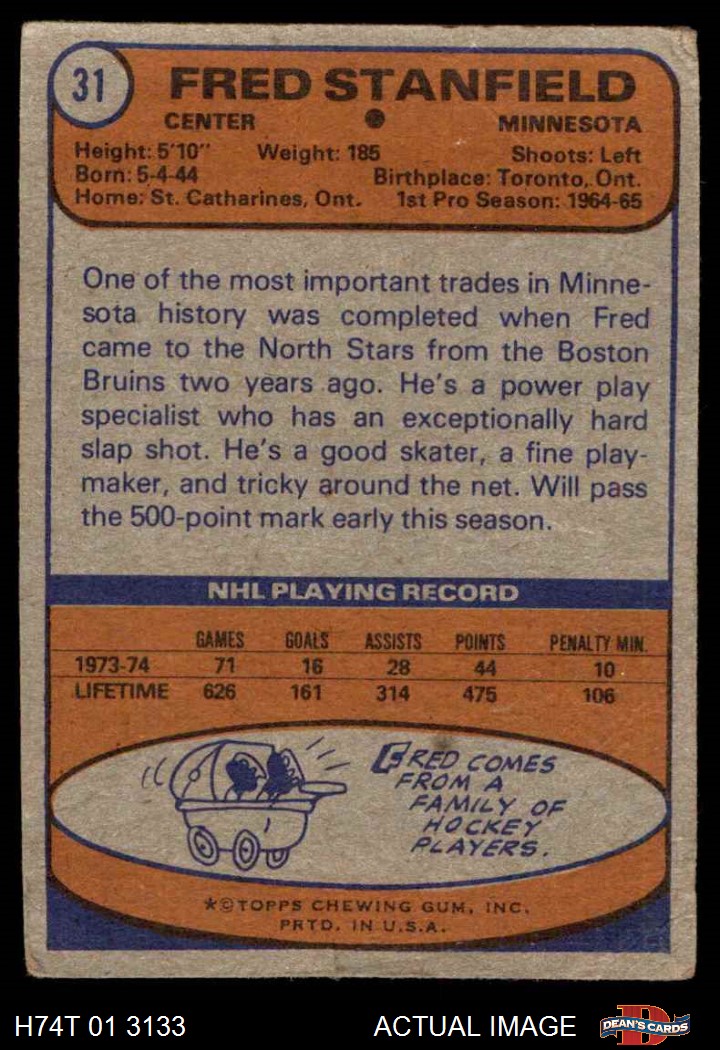 31
FRED STANFIELD
CENTER MINNESOTA
Height: 5'10" Weight: 185 Shoots: Left
Born: 5-4-44 Birthplace: Toronto, Ont.
Home: St. Catharines, Ont. 1st Pro Season: 1964-65
One of the most important trades in Minne-
sota history was completed when Fred
came to the North Stars from the Boston
Bruins two years ago. He's a power play
specialist who has an exceptionally hard
slap shot. He's a good skater, a fine play-
maker, and tricky around the net. Will pass
the 500-point mark early this season.
NHL PLAYING RECORD
GAMES GOALS ASSISTS POINTS PENALTY MIN.
1973-74 71 16 28 44 10
LIFETIME 626 161 314 475 106
FRED COMES
FROM A
FAMILY OF
HOCKEY
PLAYERS.
*©TOPPS CHEWING GUM, INC.
PRTD. IN U.S.A.
H74T 01 3133 ACTUAL IMAGE DEAN'S CARDS